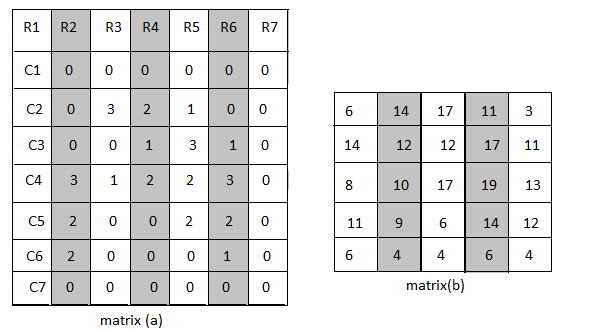 R1 R2 R3 R4 R5 R6 R7
C1 0 0 0 0 0 0
C2 0 3 2 1 0 0
C3 0 0 1 3 1 0
C4 3 1 2 2 3 0
C5 2 0 0 2 2 0
C6 2 0 0 0 1 0
C7 0 0 0 0 0 0
matrix (a)
6 14 17 11 3
14 12 12 17 11
8 10 17 19 13
11 9 6 14 12
6 4 4 6 4
matrix(b)